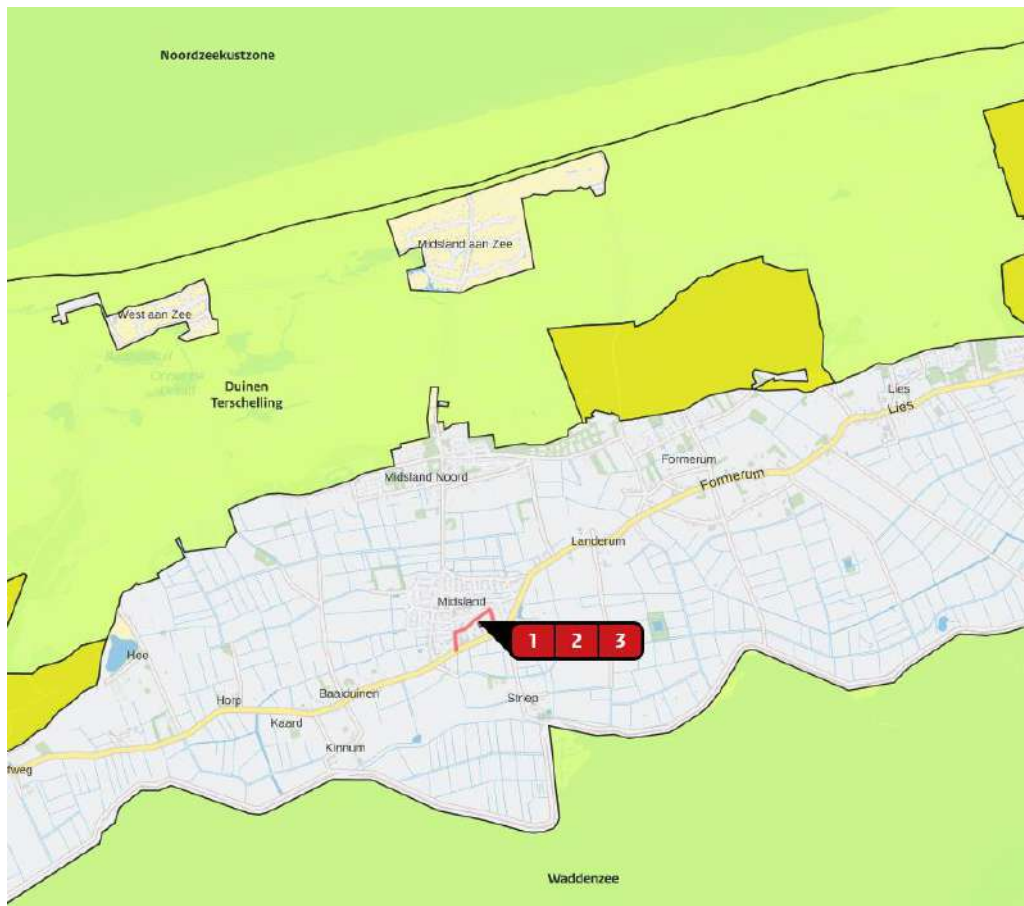 Noordzeekustzone
Midsland aan Zee
West aan Zee
Duinen
Terschelling
Lies
Lies
Formerum
Midsland Noord
Formerum
Landerum
Midsland
1 2 3
Hee
Baaiduinen
Horp
Striep
Kaard
Kinnum
Waddenzee